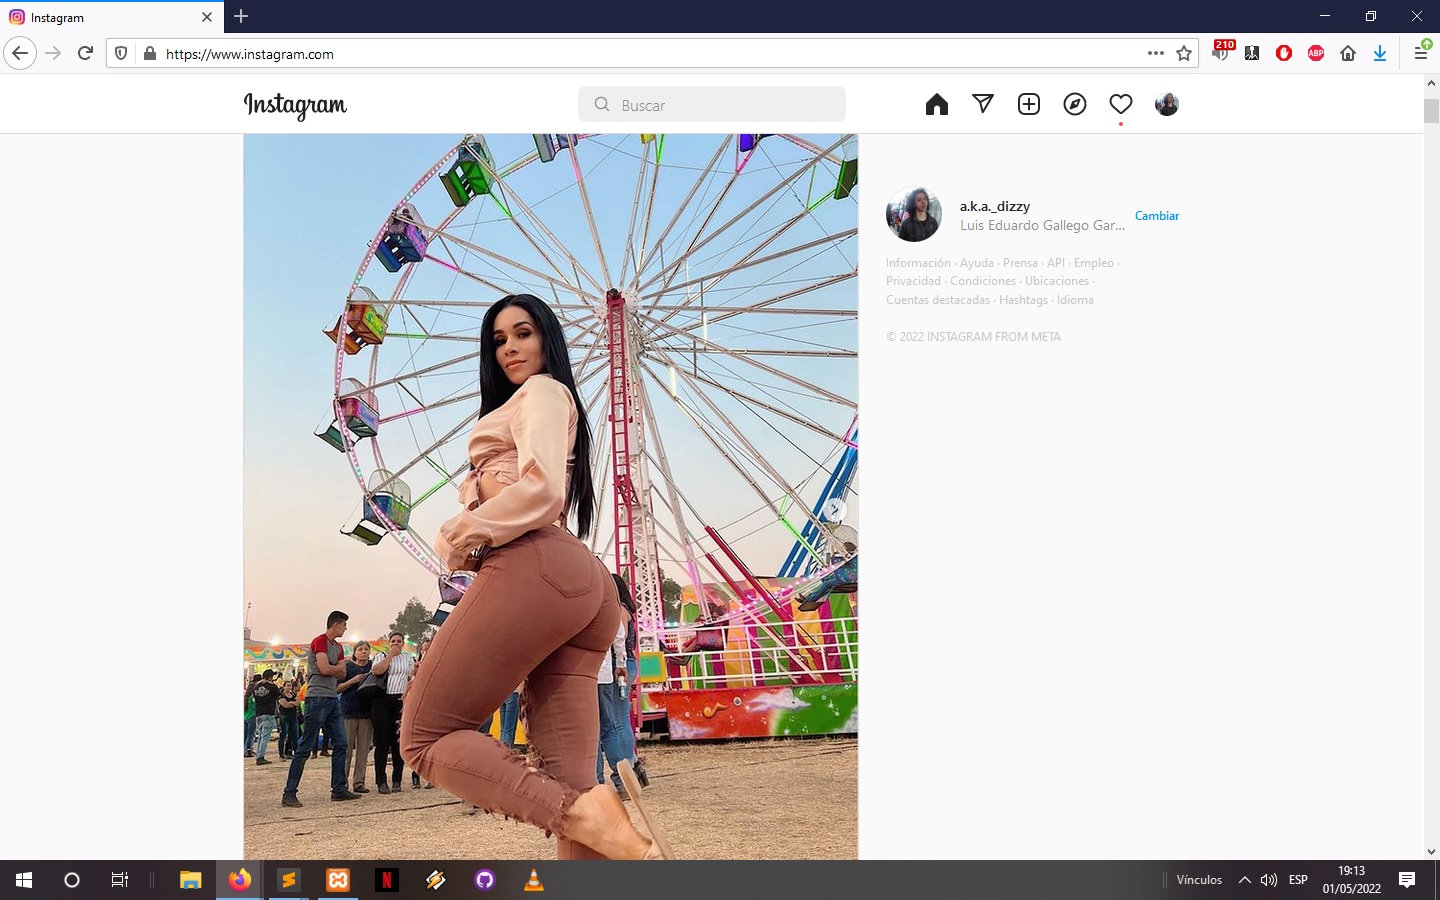 Instagram
https://www.instagram.com
210
ABP
Instagram
Buscar
a.k.a._dizzy
Luis Eduardo Gallego Gar...
Cambiar
Información · Ayuda · Prensa · API · Empleo ·
Privacidad · Condiciones · Ubicaciones ·
Cuentas destacadas · Hashtags · Idioma
© 2022 INSTAGRAM FROM META
N
Vínculos
ESP
19:13
01/05/2022